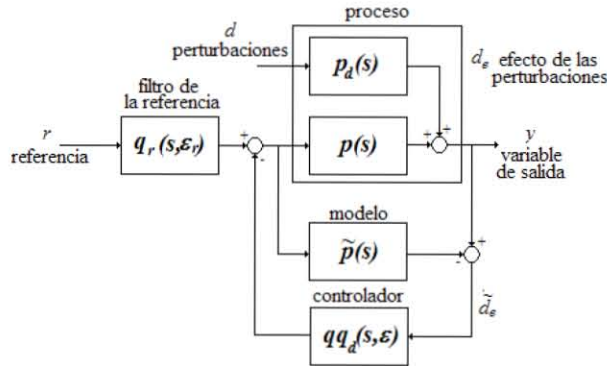 proceso
d
perturbaciones
p_d(s)
d_e efecto de las
perturbaciones
filtro de
la referencia
r
referencia
q_r(s,ε_r)
+
-
p(s)
+
+
y
variable
de salida
modelo
p̃(s)
+
-
controlador
qq_d(s,ε)
d̃_e